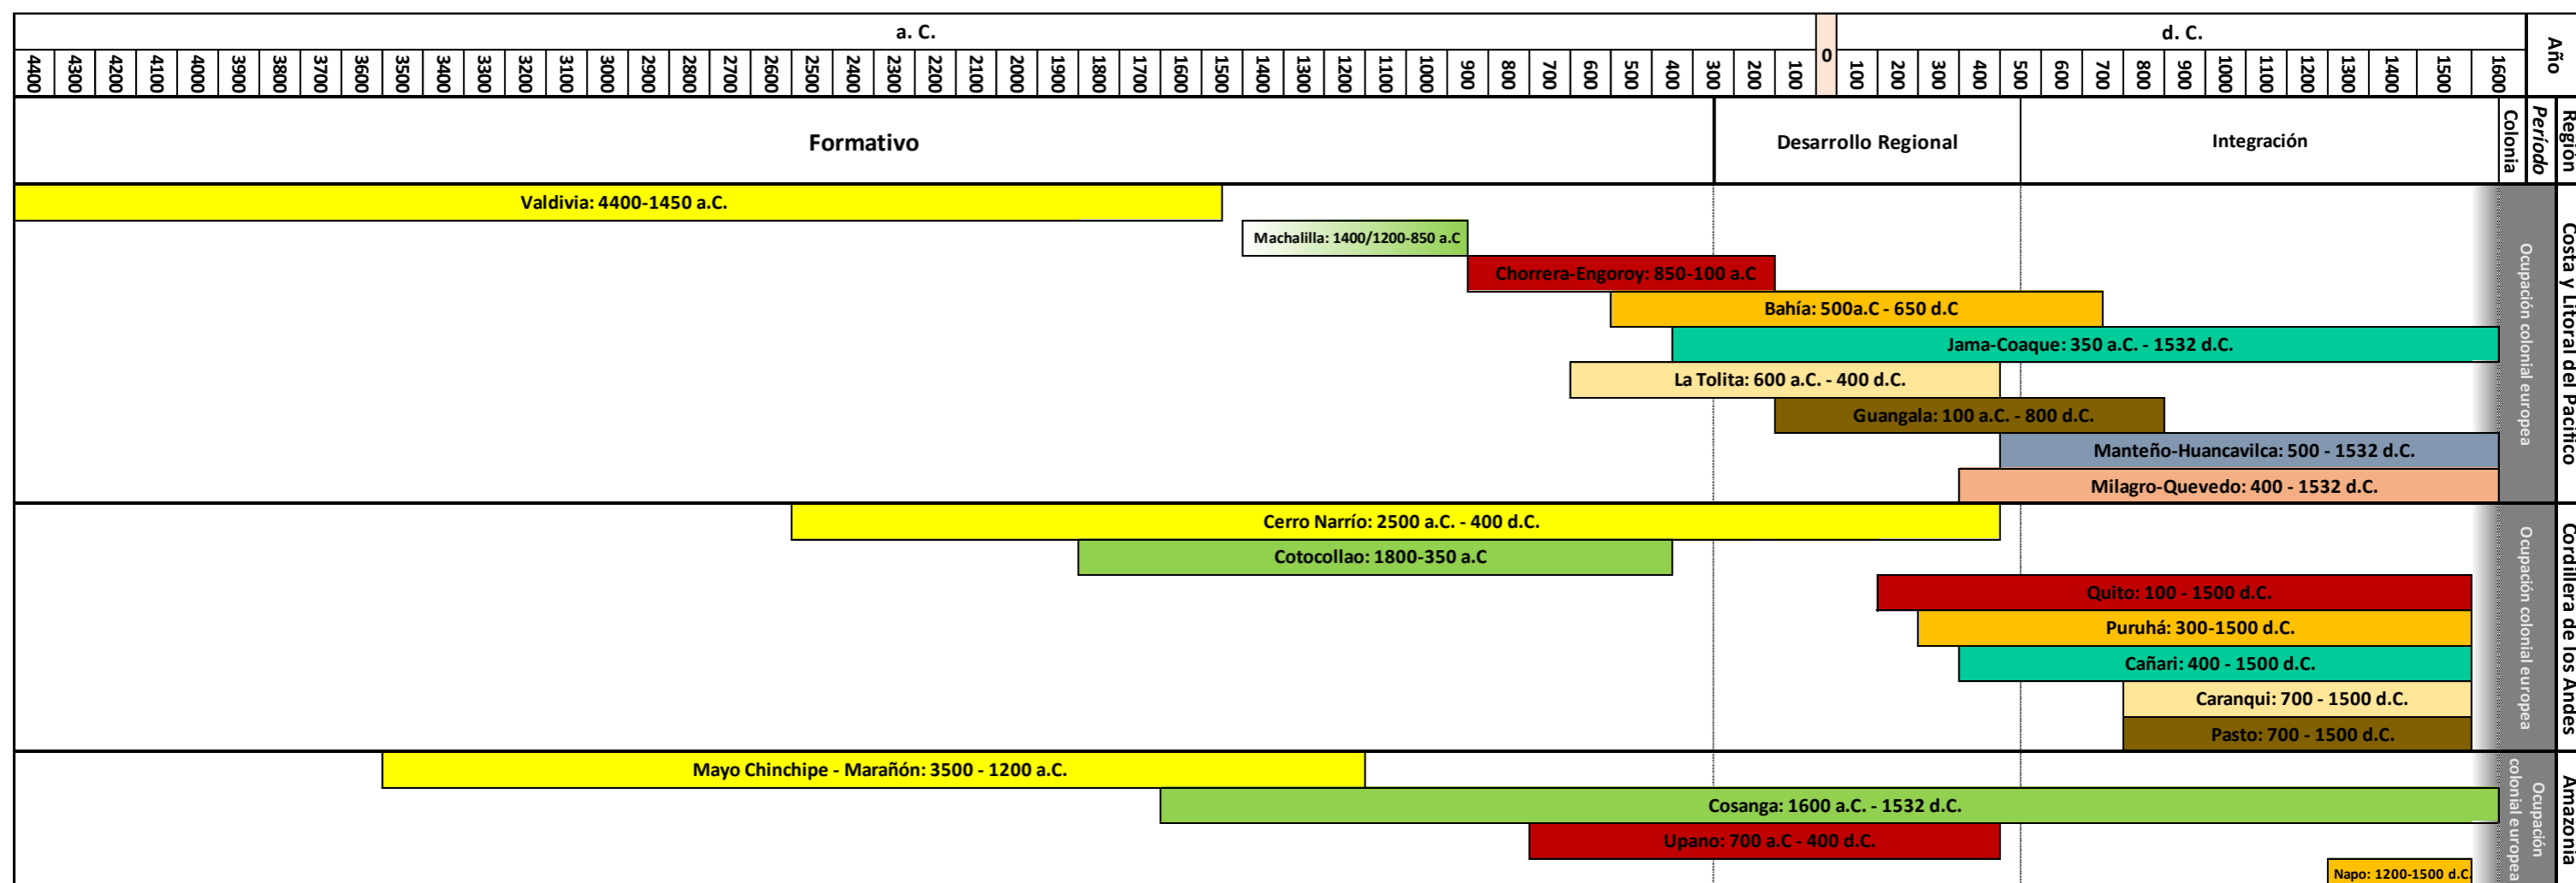 a. C.
0
d. C.
Año
4400 4300 4200 4100 4000 3900 3800 3700 3600 3500 3400 3300 3200 3100 3000 2900 2800 2700 2600 2500 2400 2300 2200 2100 2000 1900 1800 1700 1600 1500 1400 1300 1200 1100 1000 900 800 700 600 500 400 300 200 100 100 200 300 400 500 600 700 800 900 1000 1100 1200 1300 1400 1500 1600
Formativo
Desarrollo Regional
Integración
Colonia
Período
Región
Valdivia: 4400-1450 a.C.
Machalilla: 1400/1200-850 a.C
Chorrera-Engoroy: 850-100 a.C
Bahía: 500a.C - 650 d.C
Jama-Coaque: 350 a.C. - 1532 d.C.
La Tolita: 600 a.C. - 400 d.C.
Guangala: 100 a.C. - 800 d.C.
Manteño-Huancavilca: 500 - 1532 d.C.
Milagro-Quevedo: 400 - 1532 d.C.
Ocupación colonial europea
Costa y Litoral del Pacífico
Cerro Narrío: 2500 a.C. - 400 d.C.
Cotocollao: 1800-350 a.C
Quito: 100 - 1500 d.C.
Puruhá: 300-1500 d.C.
Cañari: 400 - 1500 d.C.
Caranqui: 700 - 1500 d.C.
Pasto: 700 - 1500 d.C.
Ocupación colonial europea
Cordillera de los Andes
Mayo Chinchipe - Marañón: 3500 - 1200 a.C.
Cosanga: 1600 a.C. - 1532 d.C.
Upano: 700 a.C - 400 d.C.
Napo: 1200-1500 d.C.
Ocupación
colonial europea
Amazonía